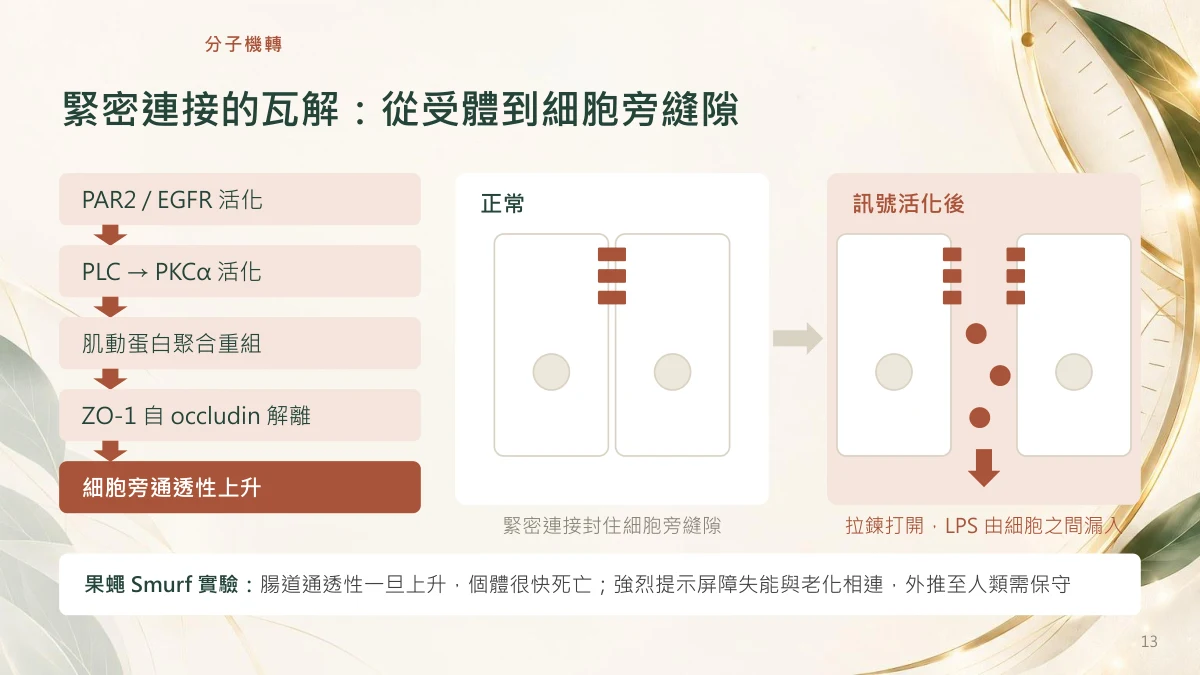 分子機轉
緊密連接的瓦解：從受體到細胞旁縫隙
PAR2 / EGFR 活化
PLC → PKCα 活化
肌動蛋白聚合重組
ZO-1 自 occludin 解離
細胞旁通透性上升
正常
緊密連接封住細胞旁縫隙
訊號活化後
拉鍊打開，LPS 由細胞之間漏入
果蠅 Smurf 實驗：腸道通透性一旦上升，個體很快死亡；強烈提示屏障失能與老化相連，外推至人類需保守
13